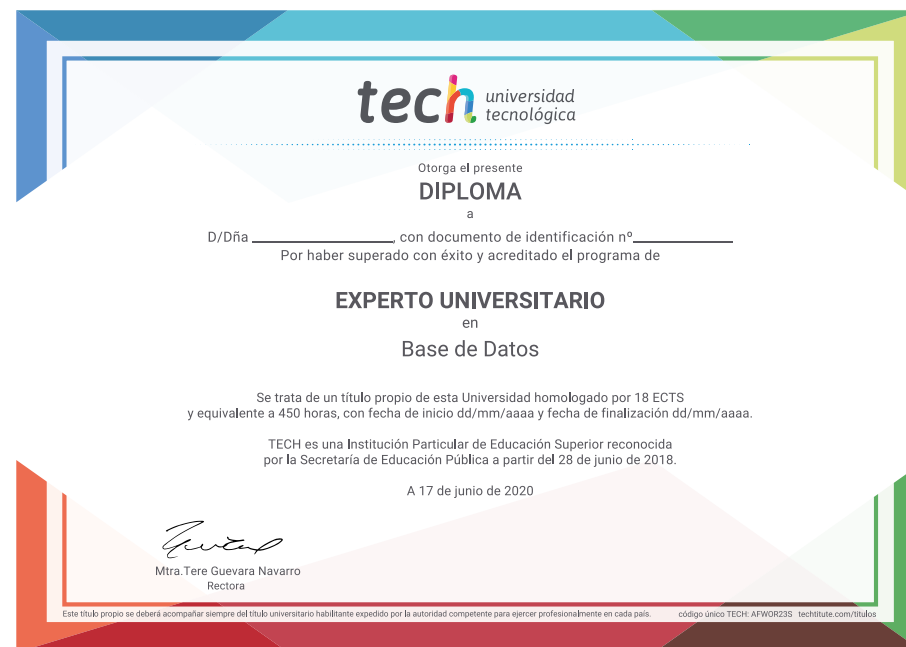 tech universidad
tecnológica
Otorga el presente
DIPLOMA
a
D/Dña ____________________, con documento de identificación nº______________
Por haber superado con éxito y acreditado el programa de
EXPERTO UNIVERSITARIO
en
Base de Datos
Se trata de un título propio de esta Universidad homologado por 18 ECTS
y equivalente a 450 horas, con fecha de inicio dd/mm/aaaa y fecha de finalización dd/mm/aaaa.
TECH es una Institución Particular de Educación Superior reconocida
por la Secretaría de Educación Pública a partir del 28 de junio de 2018.
A 17 de junio de 2020
Mtra.Tere Guevara Navarro
Rectora
Este título propio se deberá acompañar siempre del título universitario habilitante expedido por la autoridad competente para ejercer profesionalmente en cada país. código único TECH: AFWOR23S techtitute.com/titulos